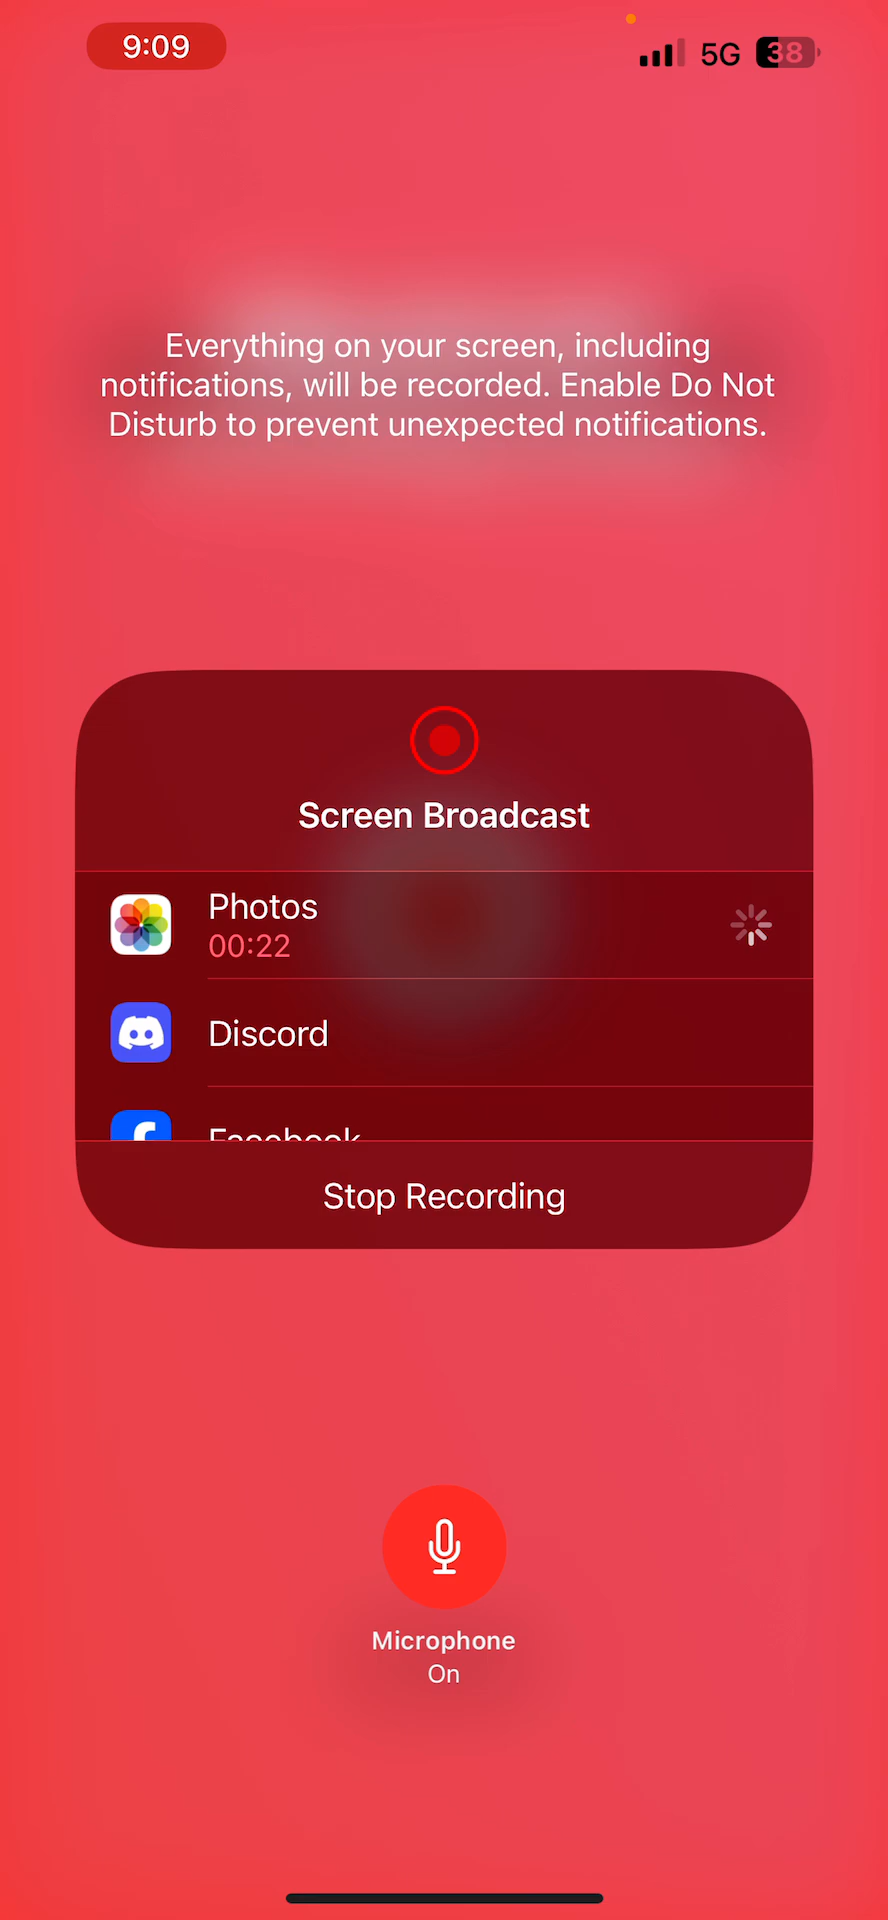 9:09
5G
38
Everything on your screen, including
notifications, will be recorded. Enable Do Not
Disturb to prevent unexpected notifications.
Screen Broadcast
Photos
00:22
Discord
Facebook
Stop Recording
Microphone
On